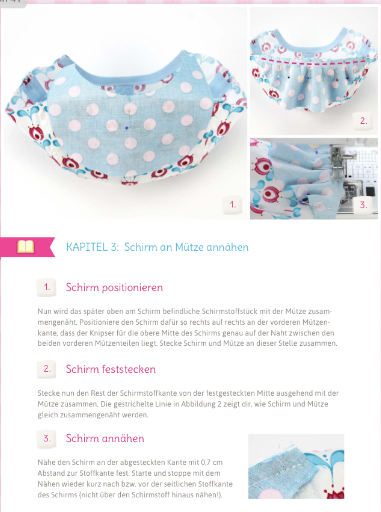 1.
2.
3.
KAPITEL 3: Schirm an Mütze annähen
1. Schirm positionieren
Nun wird das später oben am Schirm befindliche Schirmstoffstück mit der Mütze zusam-
mengenäht. Positioniere den Schirm dafür so rechts auf rechts an der vorderen Mützen-
kante, dass der Knipser für die obere Mitte des Schirms genau auf der Naht zwischen den
beiden vorderen Mützenteilen liegt. Stecke Schirm und Mütze an dieser Stelle zusammen.
2. Schirm feststecken
Stecke nun den Rest der Schirmstoffkante von der festgesteckten Mitte ausgehend mit der
Mütze zusammen. Die gestrichelte Linie in Abbildung 2 zeigt dir, wie Schirm und Mütze
gleich zusammengenäht werden.
3. Schirm annähen
Nähe den Schirm an der abgesteckten Kante mit 0,7 cm
Abstand zur Stoffkante fest. Starte und stoppe mit dem
Nähen wieder kurz nach bzw. vor der seitlichen Stoffkante
des Schirms (nicht über den Schirmstoff hinaus nähen!).